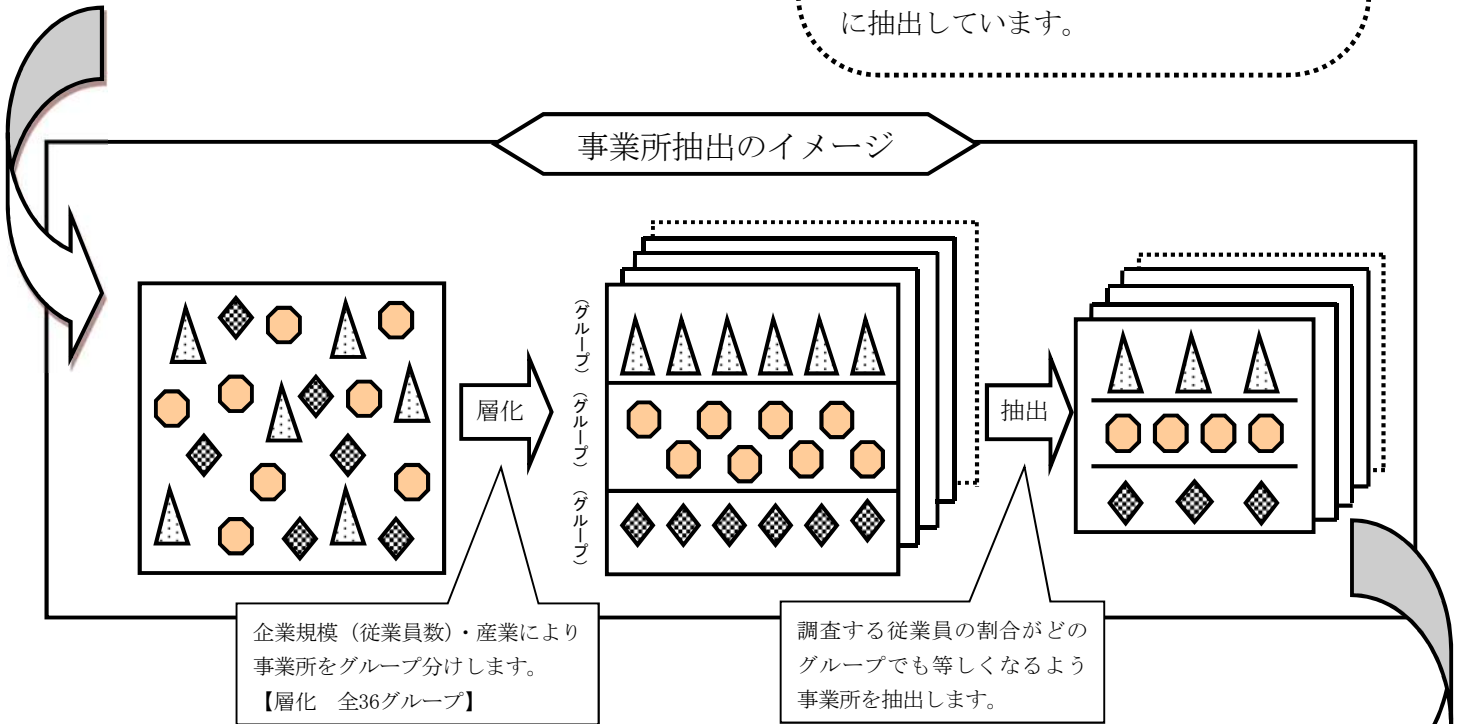 に抽出しています。
事業所抽出のイメージ
（グループ）
（グループ）
（グループ）
層化
抽出
企業規模（従業員数）・産業により
事業所をグループ分けします。
【層化　全36グループ】
調査する従業員の割合がどの
グループでも等しくなるよう
事業所を抽出します。